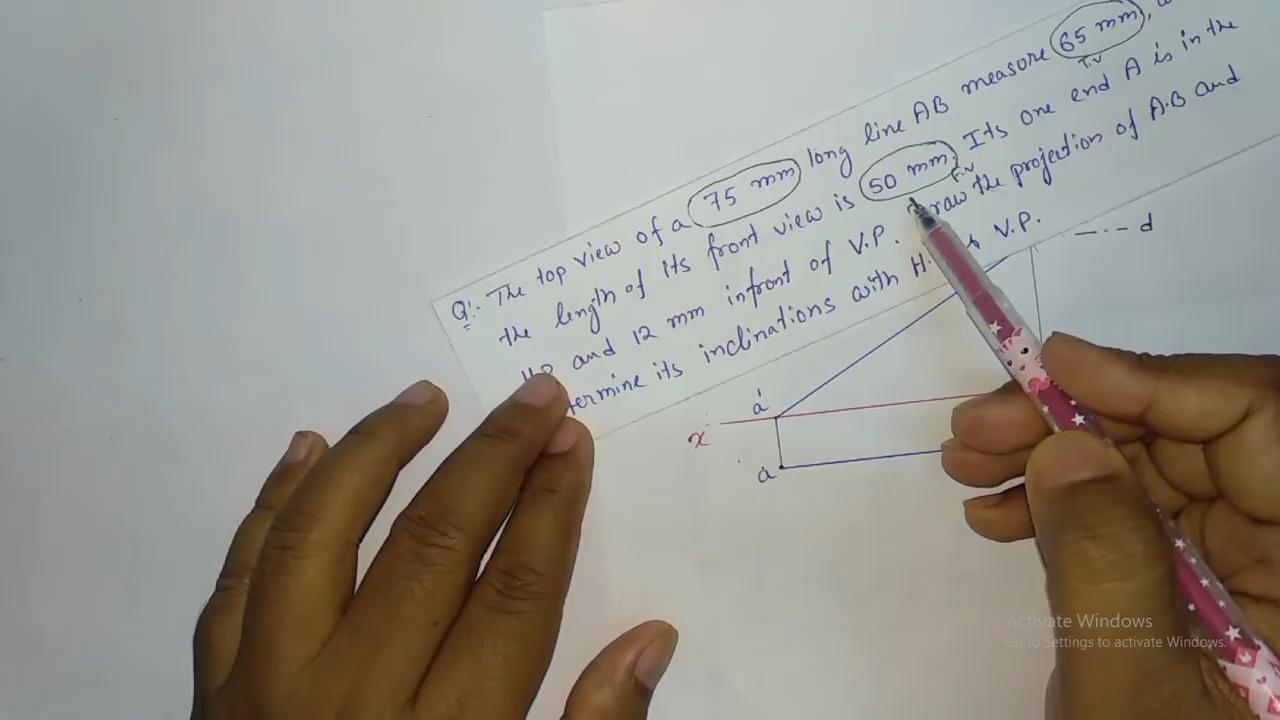 Q:- The top view of a 75 mm long line AB measure 65 mm,
T.V
the length of its front view is 50 mm. Its one end A is in the
F.V
and 12 mm infront of V.P. the projection of A.B and
its inclinations with V.P.
d
a'
x
a
Activate Windows
Go to Settings to activate Windows.